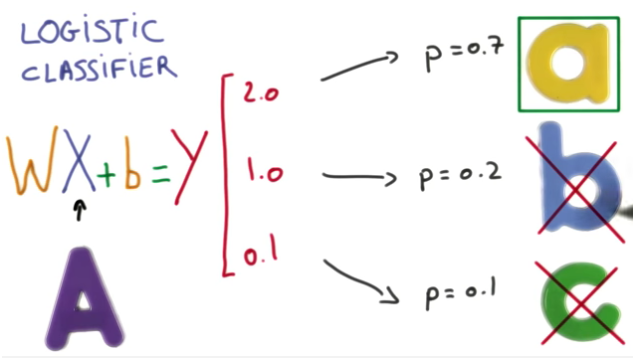 LOGISTIC
CLASSIFIER
WX+b=Y
2.0
1.0
0.1
p=0.7
p=0.2
p=0.1
a
b
c
A